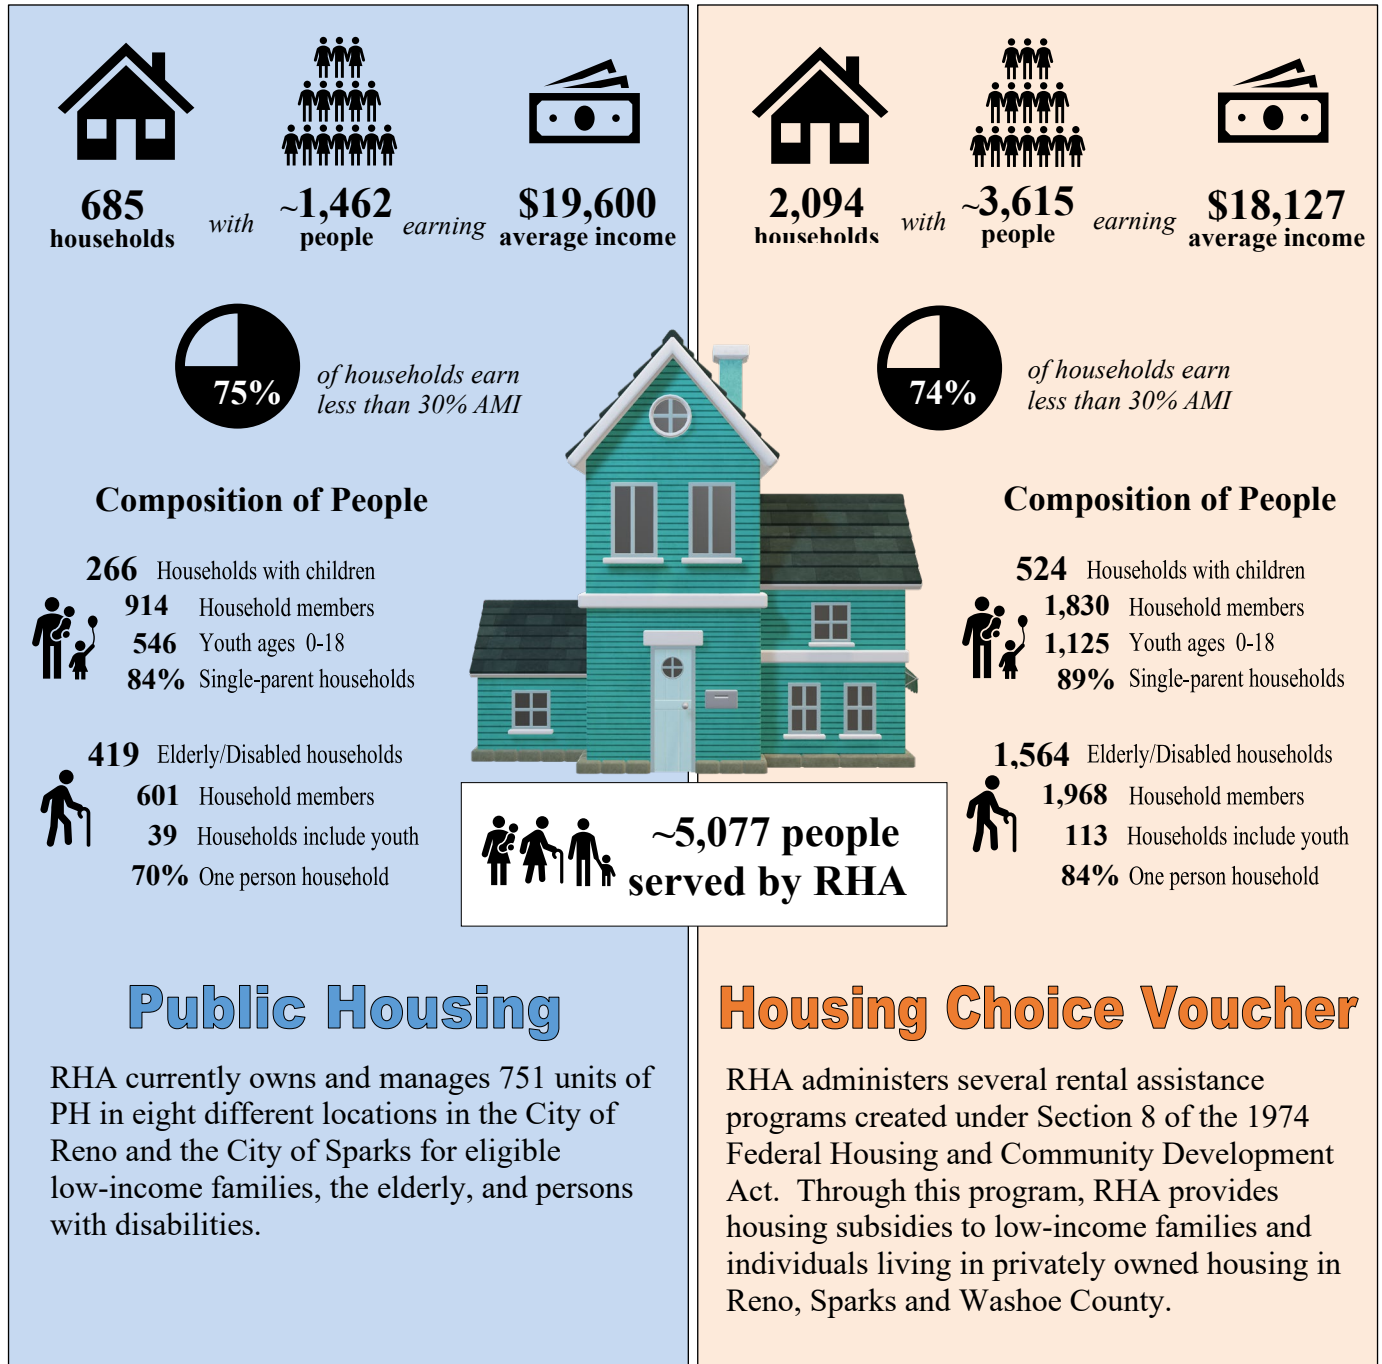 685
households
with
~1,462
people
earning
$19,600
average income
75%
of households earn
less than 30% AMI
Composition of People
266 Households with children
914 Household members
546 Youth ages 0-18
84% Single-parent households
419 Elderly/Disabled households
601 Household members
39 Households include youth
70% One person household
Public Housing
RHA currently owns and manages 751 units of
PH in eight different locations in the City of
Reno and the City of Sparks for eligible
low-income families, the elderly, and persons
with disabilities.
~5,077 people
served by RHA
2,094
households
with
~3,615
people
earning
$18,127
average income
74%
of households earn
less than 30% AMI
Composition of People
524 Households with children
1,830 Household members
1,125 Youth ages 0-18
89% Single-parent households
1,564 Elderly/Disabled households
1,968 Household members
113 Households include youth
84% One person household
Housing Choice Voucher
RHA administers several rental assistance
programs created under Section 8 of the 1974
Federal Housing and Community Development
Act. Through this program, RHA provides
housing subsidies to low-income families and
individuals living in privately owned housing in
Reno, Sparks and Washoe County.